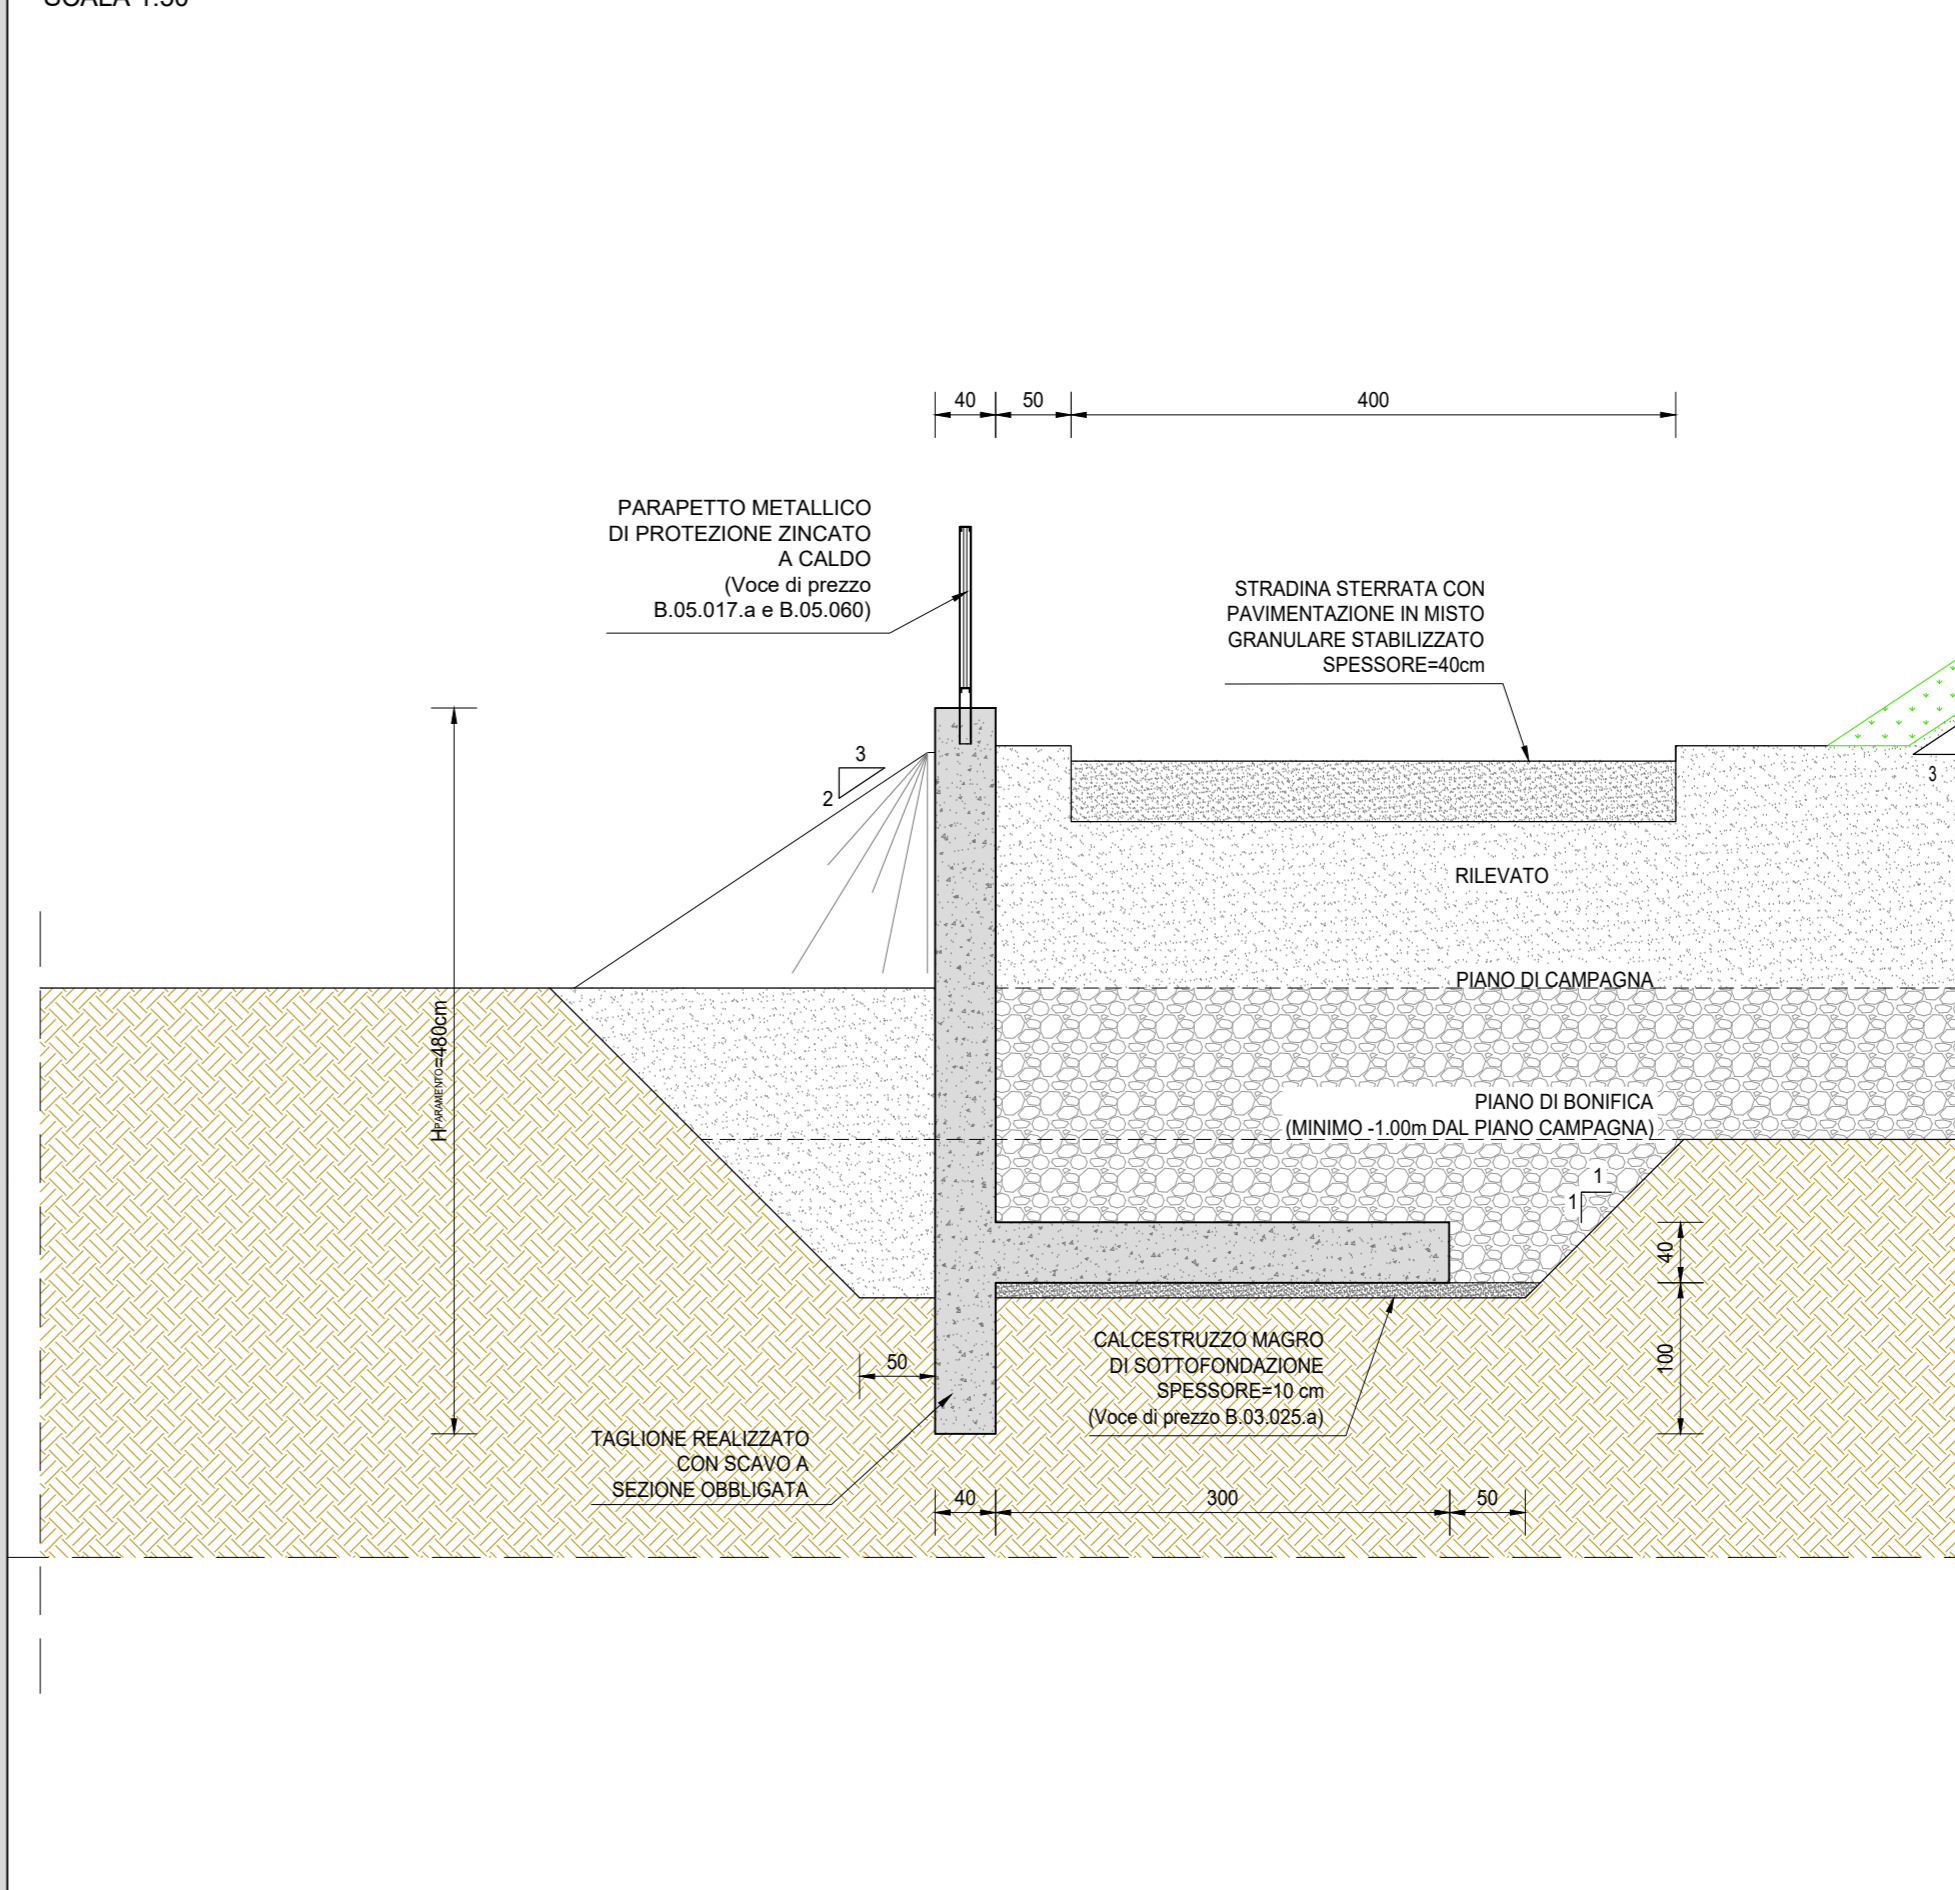 40
50
400
PARAPETTO METALLICO
DI PROTEZIONE ZINCATO
A CALDO
(Voce di prezzo
B.05.017.a e B.05.060)
STRADINA STERRATA CON
PAVIMENTAZIONE IN MISTO
GRANULARE STABILIZZATO
SPESSORE=40cm
3
2
3
RILEVATO
PIANO DI CAMPAGNA
HPARAMENTO=480cm
PIANO DI BONIFICA
(MINIMO -1.00m DAL PIANO CAMPAGNA)
1
1
40
100
CALCESTRUZZO MAGRO
DI SOTTOFONDAZIONE
SPESSORE=10 cm
(Voce di prezzo B.03.025.a)
50
TAGLIONE REALIZZATO
CON SCAVO A
SEZIONE OBBLIGATA
40
300
50